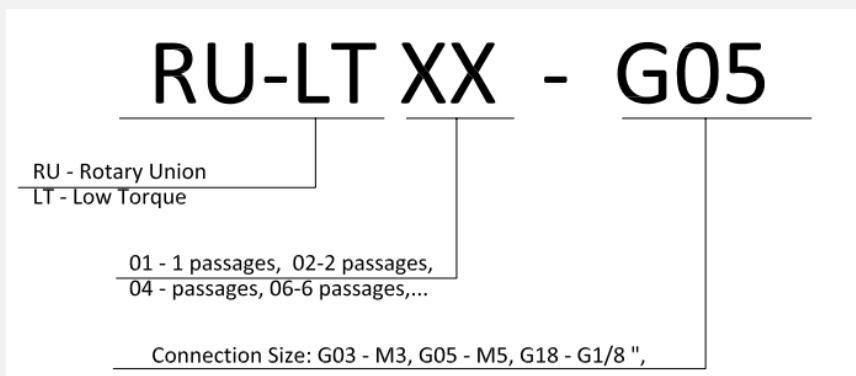 RU-LT XX - G05
RU - Rotary Union
LT - Low Torque
01 - 1 passages, 02-2 passages,
04 - passages, 06-6 passages,...
Connection Size: G03 - M3, G05 - M5, G18 - G1/8 ",